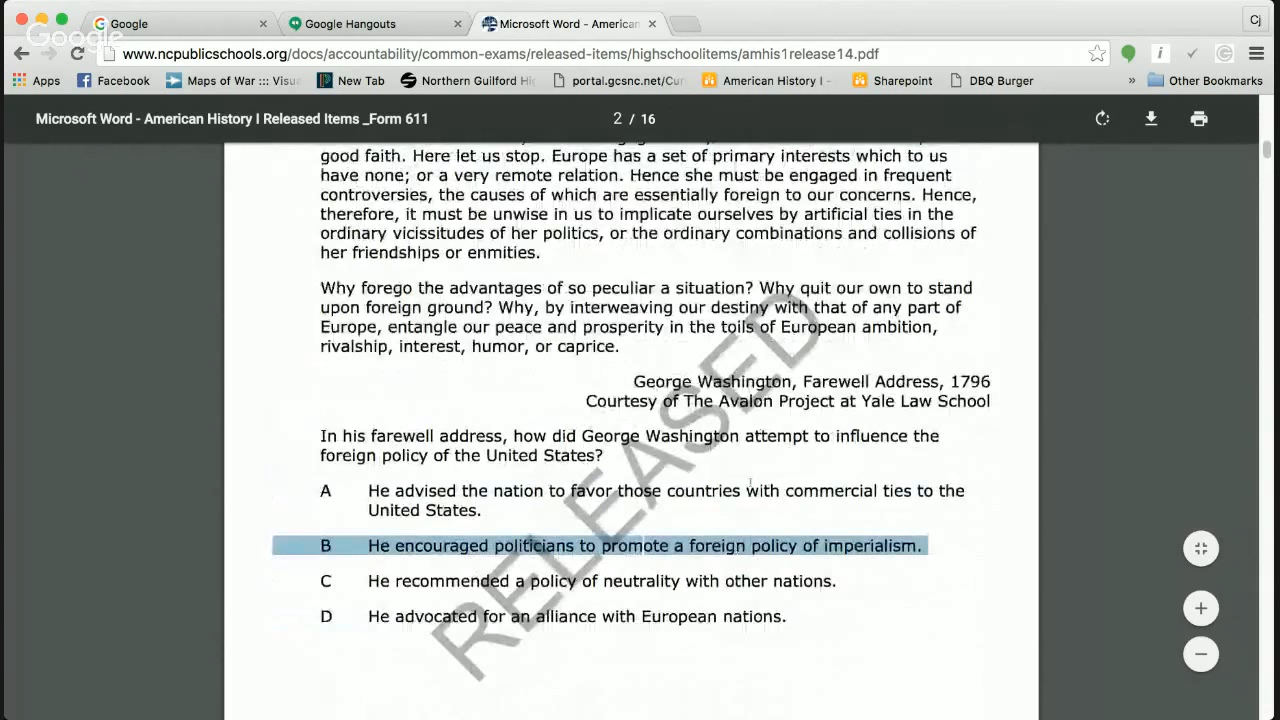 Google
Google Hangouts
Microsoft Word - American
Cj
Google
www.ncpublicschools.org/docs/accountability/common-exams/released-items/highschoolitems/amhis1release14.pdf
Apps Facebook Maps of War ::: Visua New Tab Northern Guilford Hi portal.gcsnc.net/Cur American History I - Sharepoint DBQ Burger » Other Bookmarks
Microsoft Word - American History I Released Items _Form 611 2 / 16
good faith. Here let us stop. Europe has a set of primary interests which to us
have none; or a very remote relation. Hence she must be engaged in frequent
controversies, the causes of which are essentially foreign to our concerns. Hence,
therefore, it must be unwise in us to implicate ourselves by artificial ties in the
ordinary vicissitudes of her politics, or the ordinary combinations and collisions of
her friendships or enmities.
Why forego the advantages of so peculiar a situation? Why quit our own to stand
upon foreign ground? Why, by interweaving our destiny with that of any part of
Europe, entangle our peace and prosperity in the toils of European ambition,
rivalship, interest, humor, or caprice.
George Washington, Farewell Address, 1796
Courtesy of The Avalon Project at Yale Law School
In his farewell address, how did George Washington attempt to influence the
foreign policy of the United States?
A He advised the nation to favor those countries with commercial ties to the
United States.
B He encouraged politicians to promote a foreign policy of imperialism.
C He recommended a policy of neutrality with other nations.
D He advocated for an alliance with European nations.
RELEASED